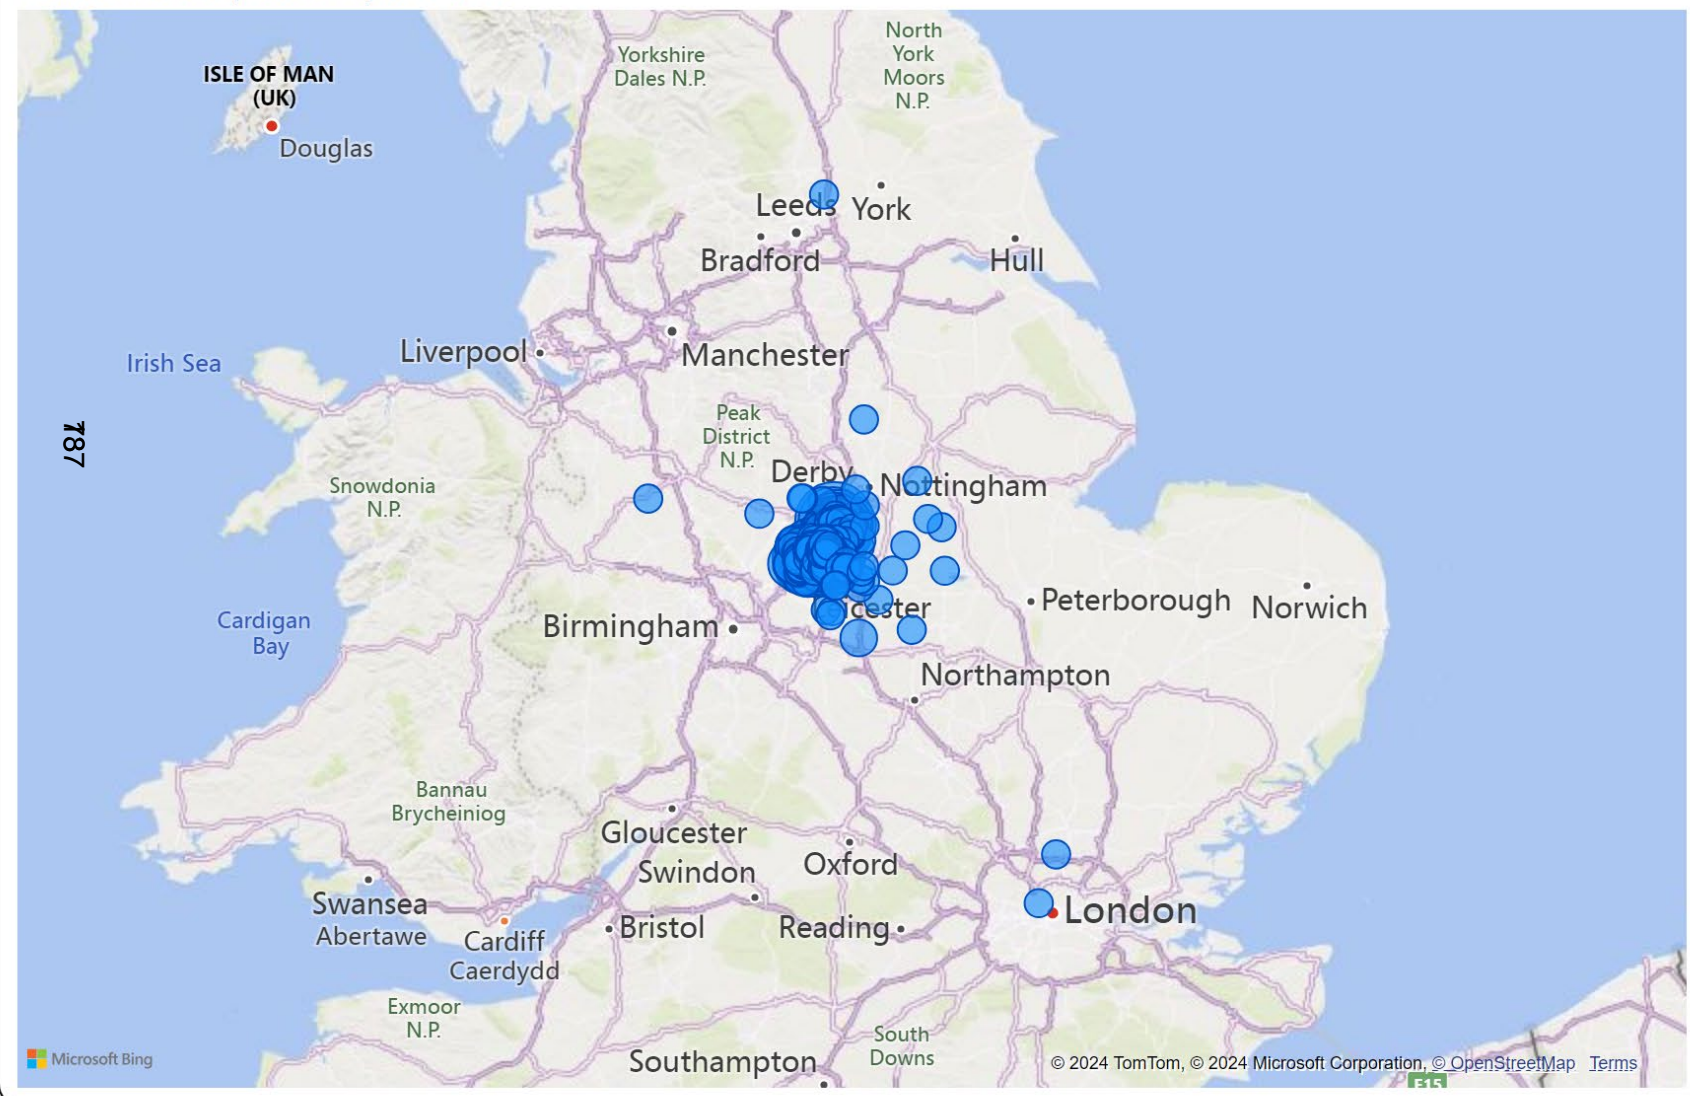 Yorkshire
Dales N.P.
North
York
Moors
N.P.
ISLE OF MAN
(UK)
Douglas
Leeds
York
Bradford
Hull
Liverpool
Manchester
Irish Sea
Peak
District
N.P.
787
Derby
Nottingham
Snowdonia
N.P.
Cardigan
Bay
Birmingham
icester
Peterborough
Norwich
Northampton
Bannau
Brycheiniog
Gloucester
Swindon
Oxford
Swansea
Abertawe
Cardiff
Caerdydd
Bristol
Reading
London
Exmoor
N.P.
South
Downs
Southampton
Microsoft Bing
© 2024 TomTom, © 2024 Microsoft Corporation, © OpenStreetMap Terms
E15